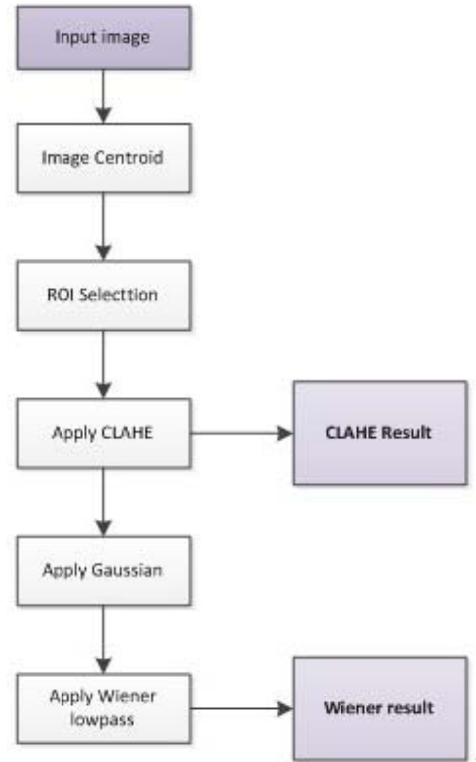 Input image
Image Centroid
ROI Selecttion
Apply CLAHE
CLAHE Result
Apply Gaussian
Apply Wiener
lowpass
Wiener result